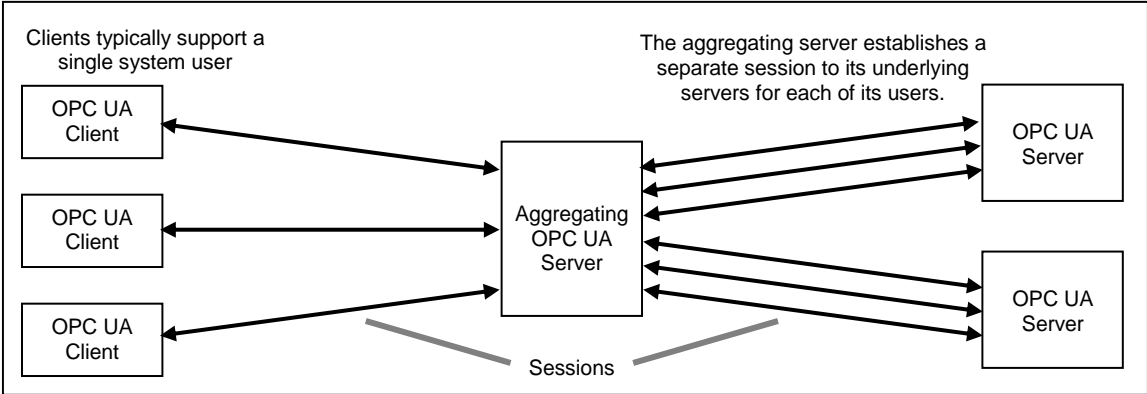 Clients typically support a
single system user
The aggregating server establishes a
separate session to its underlying
servers for each of its users.
OPC UA
Client
OPC UA
Client
OPC UA
Client
Aggregating
OPC UA
Server
OPC UA
Server
OPC UA
Server
Sessions